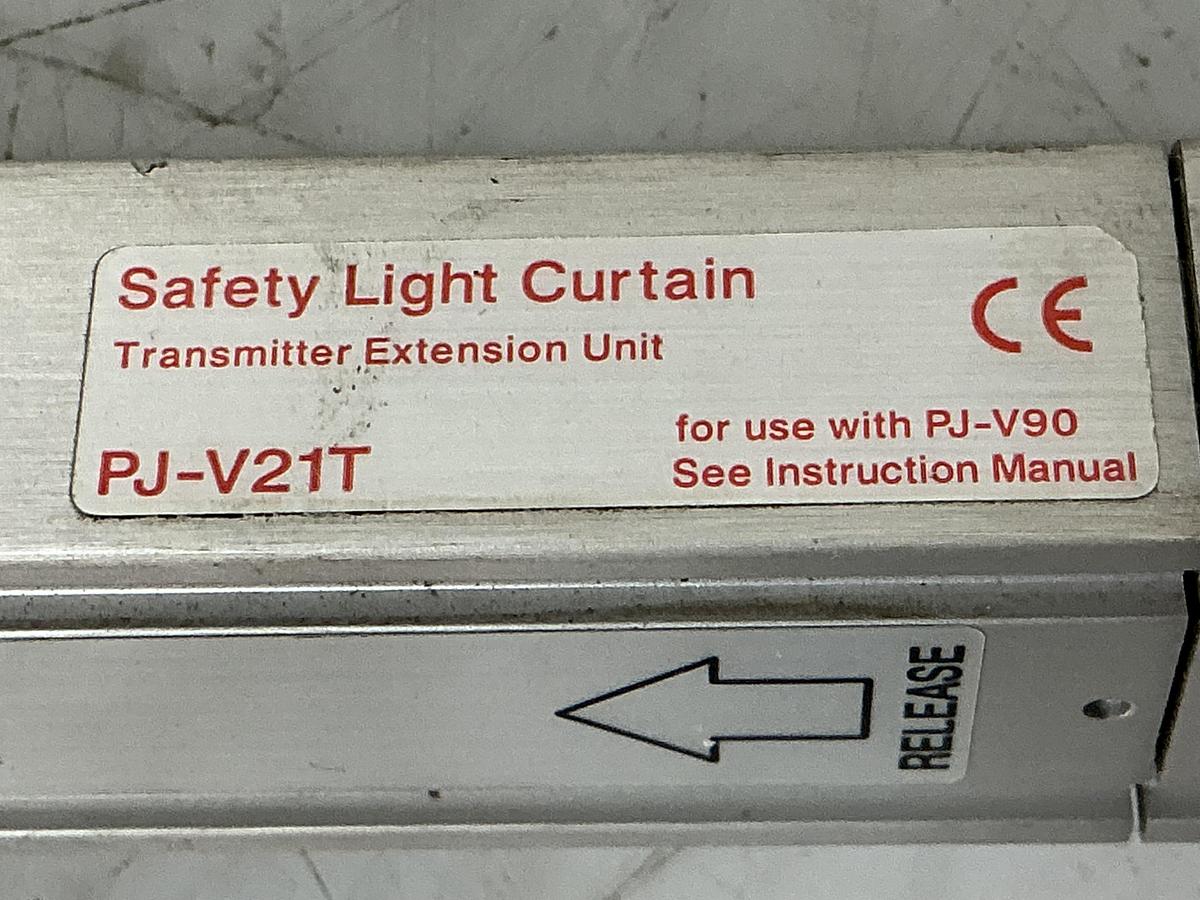 Safety Light Curtain
CE
Transmitter Extension Unit
for use with PJ-V90
PJ-V21T
See Instruction Manual
RELEASE